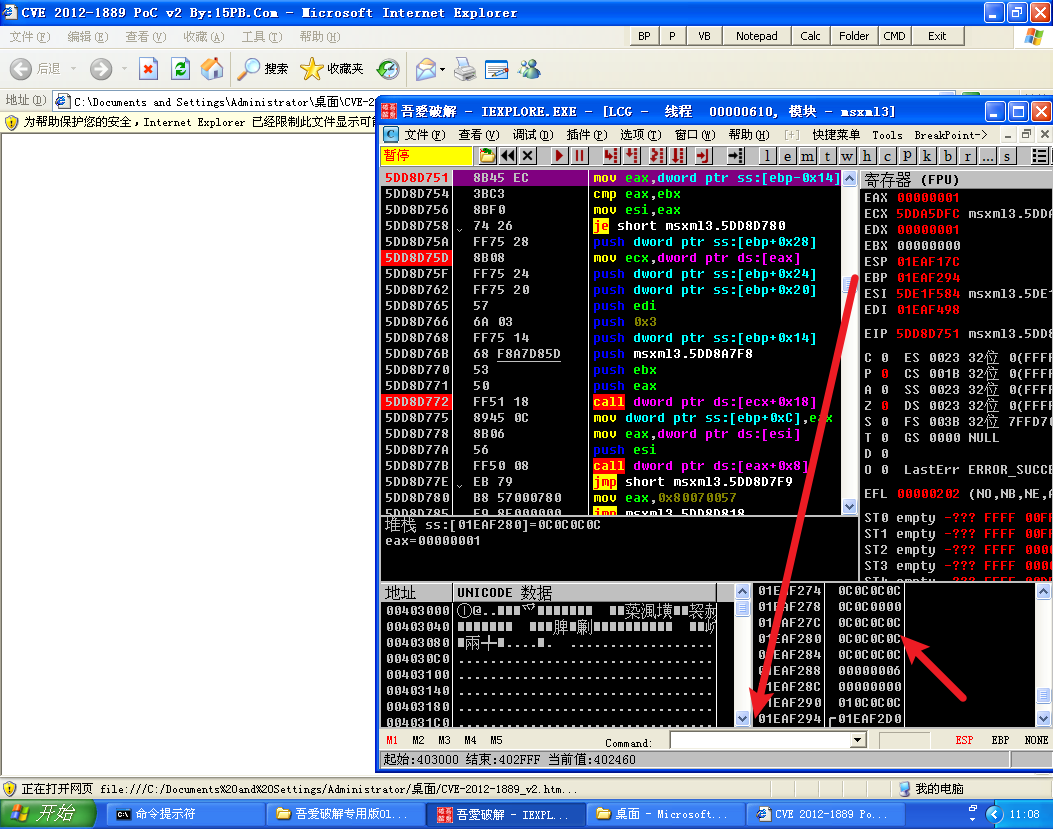 CVE 2012-1889 PoC v2 By:15PB.Com - Microsoft Internet Explorer
文件(F) 编辑(E) 查看(V) 收藏(A) 工具(T) 帮助(H)
BP P VB Notepad Calc Folder CMD Exit
后退 搜索 收藏夹
地址(D) C:\Documents and Settings\Administrator\桌面\CVE-2
为帮助保护您的安全，Internet Explorer 已经限制此文件显示可
吾爱破解 - IEXPLORE.EXE - [LCG - 线程 00000610, 模块 - msxml3]
C 文件(F) 查看(V) 调试(D) 插件(P) 选项(T) 窗口(W) 帮助(H) [+] 快捷菜单 Tools BreakPoint->
暂停 l e m t w h c p k b r ... s
5DD8D751 8B45 EC mov eax,dword ptr ss:[ebp-0x14]
5DD8D754 3BC3 cmp eax,ebx
5DD8D756 8BF0 mov esi,eax
5DD8D758 74 26 je short msxml3.5DD8D780
5DD8D75A FF75 28 push dword ptr ss:[ebp+0x28]
5DD8D75D 8B08 mov ecx,dword ptr ds:[eax]
5DD8D75F FF75 24 push dword ptr ss:[ebp+0x24]
5DD8D762 FF75 20 push dword ptr ss:[ebp+0x20]
5DD8D765 57 push edi
5DD8D766 6A 03 push 0x3
5DD8D768 FF75 14 push dword ptr ss:[ebp+0x14]
5DD8D76B 68 F8A7D85D push msxml3.5DD8A7F8
5DD8D770 53 push ebx
5DD8D771 50 push eax
5DD8D772 FF51 18 call dword ptr ds:[ecx+0x18]
5DD8D775 8945 0C mov dword ptr ss:[ebp+0xC],eax
5DD8D778 8B06 mov eax,dword ptr ds:[esi]
5DD8D77A 56 push esi
5DD8D77B FF50 08 call dword ptr ds:[eax+0x8]
5DD8D77E EB 79 jmp short msxml3.5DD8D7F9
5DD8D780 B8 57000780 mov eax,0x80070057
5DD8D785 E9 8E000000 jmp msxml3.5DD8D818
寄存器 (FPU)
EAX 00000001
ECX 5DDA5DFC msxml3.5DDA
EDX 00000001
EBX 00000000
ESP 01EAF17C
EBP 01EAF294
ESI 5DE1F584 msxml3.5DE1
EDI 01EAF498
EIP 5DD8D751 msxml3.5DD8
C 0 ES 0023 32位 0(FFFF
P 0 CS 001B 32位 0(FFFF
A 0 SS 0023 32位 0(FFFF
Z 0 DS 0023 32位 0(FFFF
S 0 FS 003B 32位 7FFD70
T 0 GS 0000 NULL
D 0
O 0 LastErr ERROR_SUCCE
EFL 00000202 (NO,NB,NE,A
ST0 empty -??? FFFF 00FF
ST1 empty -??? FFFF 00FF
ST2 empty -??? FFFF 0000
ST3 empty -??? FFFF 00FF
堆栈 ss:[01EAF280]=0C0C0C0C
eax=00000001
地址 UNICODE 数据
00403000
00403040
00403080
004030C0
00403100
00403140
00403180
004031C0
01EAF274 0C0C0C0C
01EAF278 0C0C0000
01EAF27C 0C0C0C0C
01EAF280 0C0C0C0C
01EAF284 0C0C0C0C
01EAF288 00000006
01EAF28C 00000000
01EAF290 010C0C0C
01EAF294 01EAF2D0
M1 M2 M3 M4 M5 Command: ESP EBP NONE
起始:403000 结束:402FFF 当前值:402460
正在打开网页 file:///C:/Documents%20and%20Settings/Administrator/桌面/CVE-2012-1889_v2.htm... 我的电脑
开始 命令提示符 吾爱破解专用版01... 吾爱破解 - IEXPL... 桌面 - Microsoft... CVE 2012-1889 Po... 11:08